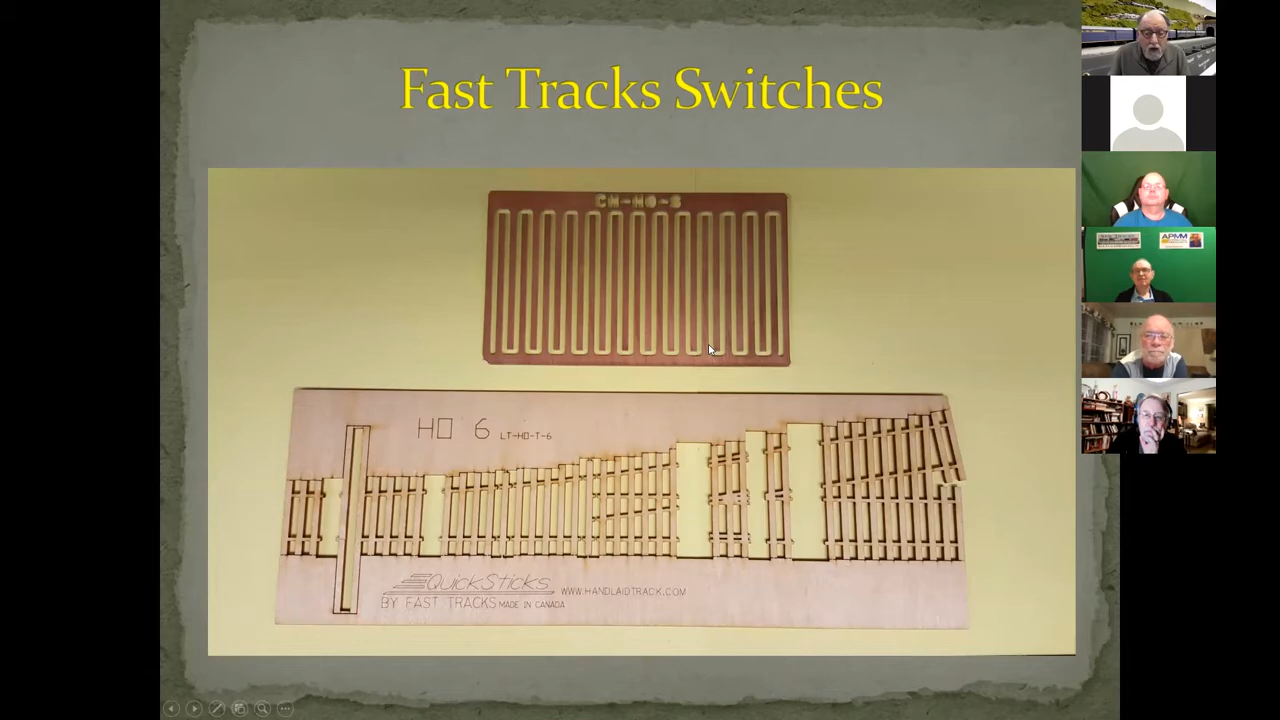 Fast Tracks Switches
CH-HO-S
HO 6 LT-HO-T-6
QuickSticks
WWW.HANDLAIDTRACK.COM
BY FAST TRACKS MADE IN CANADA
APMM